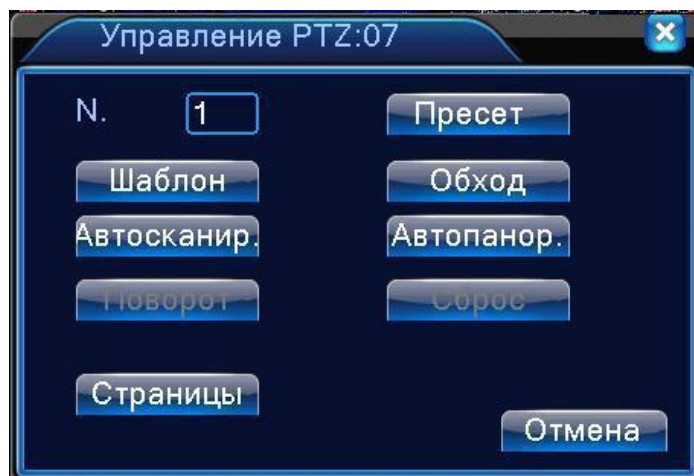 Управление PTZ:07
N. 1 Пресет
Шаблон Обход
Автосканир. Автопанор.
Поворот Сброс
Страницы
Отмена